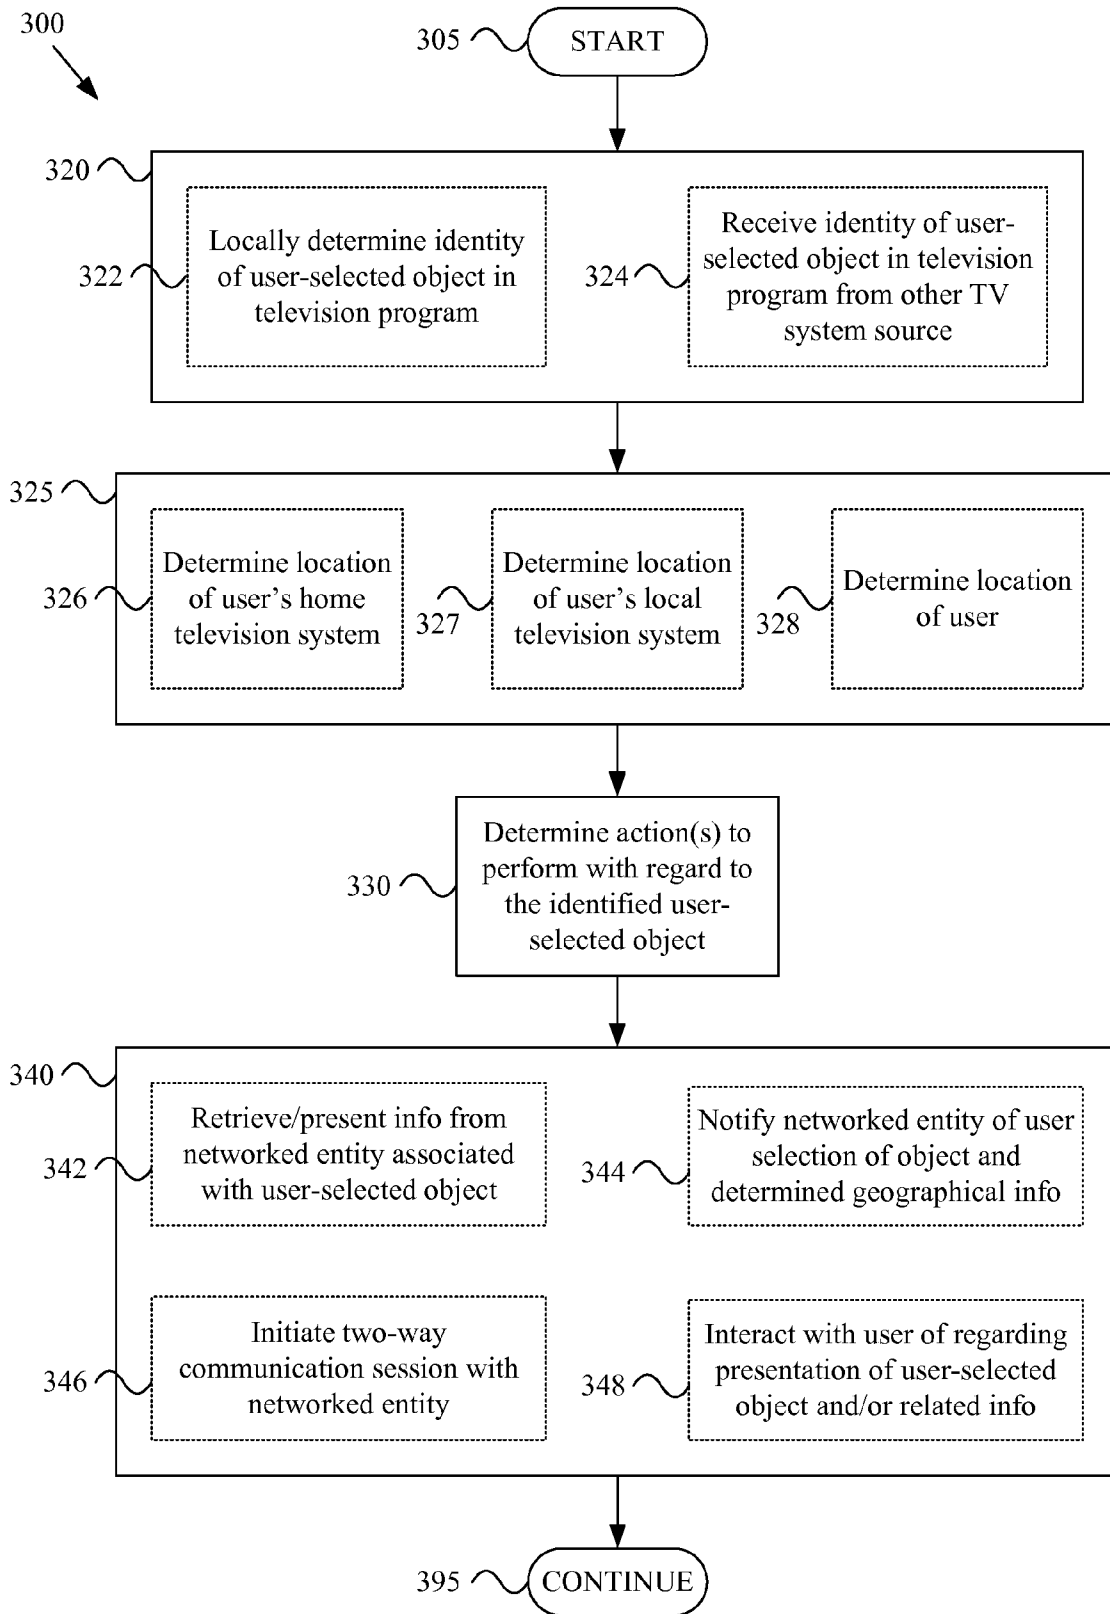 300
305
START
320
322
Locally determine identity
of user-selected object in
television program
324
Receive identity of user-
selected object in television
program from other TV
system source
325
326
Determine location
of user's home
television system
327
Determine location
of user's local
television system
328
Determine location
of user
330
Determine action(s) to
perform with regard to
the identified user-
selected object
340
342
Retrieve/present info from
networked entity associated
with user-selected object
344
Notify networked entity of user
selection of object and
determined geographical info
346
Initiate two-way
communication session with
networked entity
348
Interact with user of regarding
presentation of user-selected
object and/or related info
395
CONTINUE